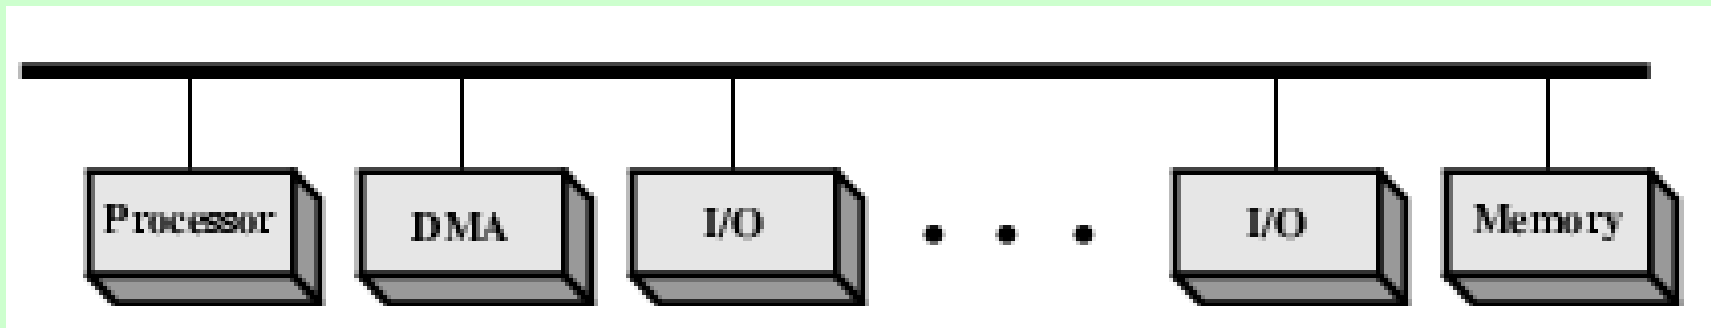 Processor DMA I/O . . . I/O Memory